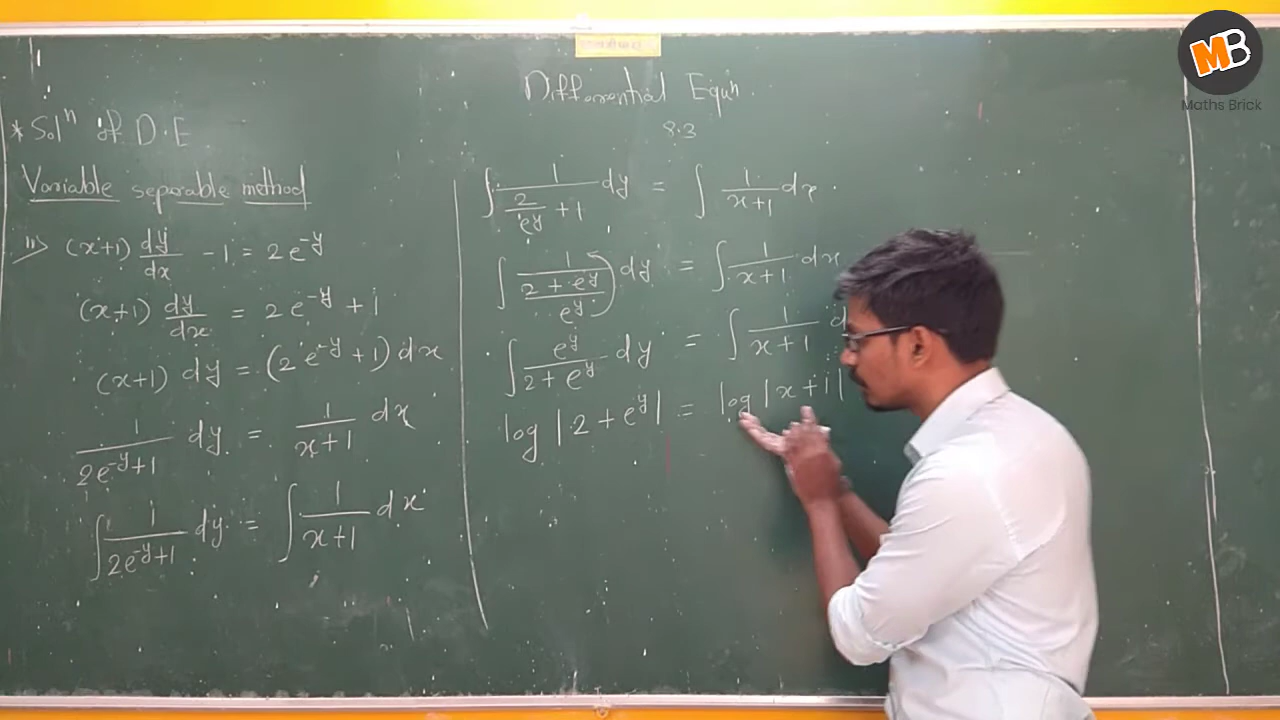 MB
Maths Brick
Differential Equn.
8.3
* Solⁿ of D.E
Variable separable method
(x+1) dy/dx - 1 = 2e^-y
(x+1) dy/dx = 2e^-y + 1
(x+1) dy = (2e^-y + 1) dx
1/(2e^-y+1) dy = 1/(x+1) dx
∫ 1/(2e^-y+1) dy = ∫ 1/(x+1) dx
∫ 1/(2/e^y + 1) dy = ∫ 1/(x+1) dx
∫ 1/((2+e^y)/e^y) dy = ∫ 1/(x+1) dx
∫ e^y/(2+e^y) dy = ∫ 1/(x+1) d
log |2+e^y| = log |x+1|